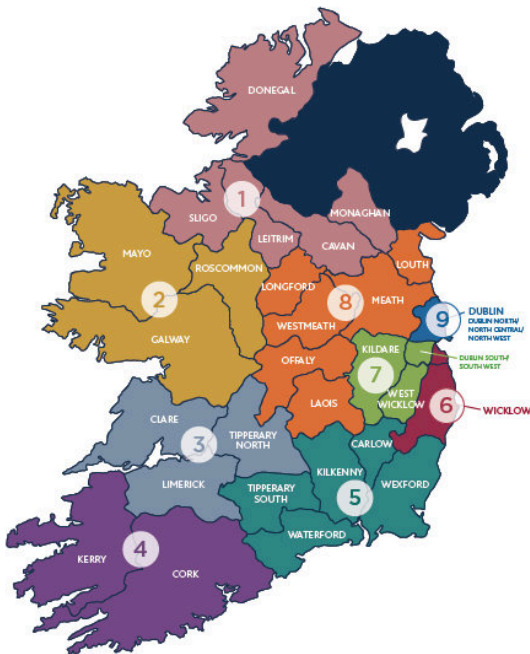 DONEGAL
1
SLIGO
LEITRIM
MONAGHAN
CAVAN
MAYO
ROSCOMMON
2
GALWAY
LONGFORD
LOUTH
8
MEATH
WESTMEATH
OFFALY
LAOIS
9
DUBLIN
DUBLIN NORTH/
NORTH CENTRAL/
NORTH WEST
KILDARE
7
DUBLIN SOUTH/
SOUTH WEST
WEST
WICKLOW
6
WICKLOW
CLARE
3
TIPPERARY
NORTH
LIMERICK
CARLOW
KILKENNY
WEXFORD
TIPPERARY
SOUTH
5
WATERFORD
4
KERRY
CORK